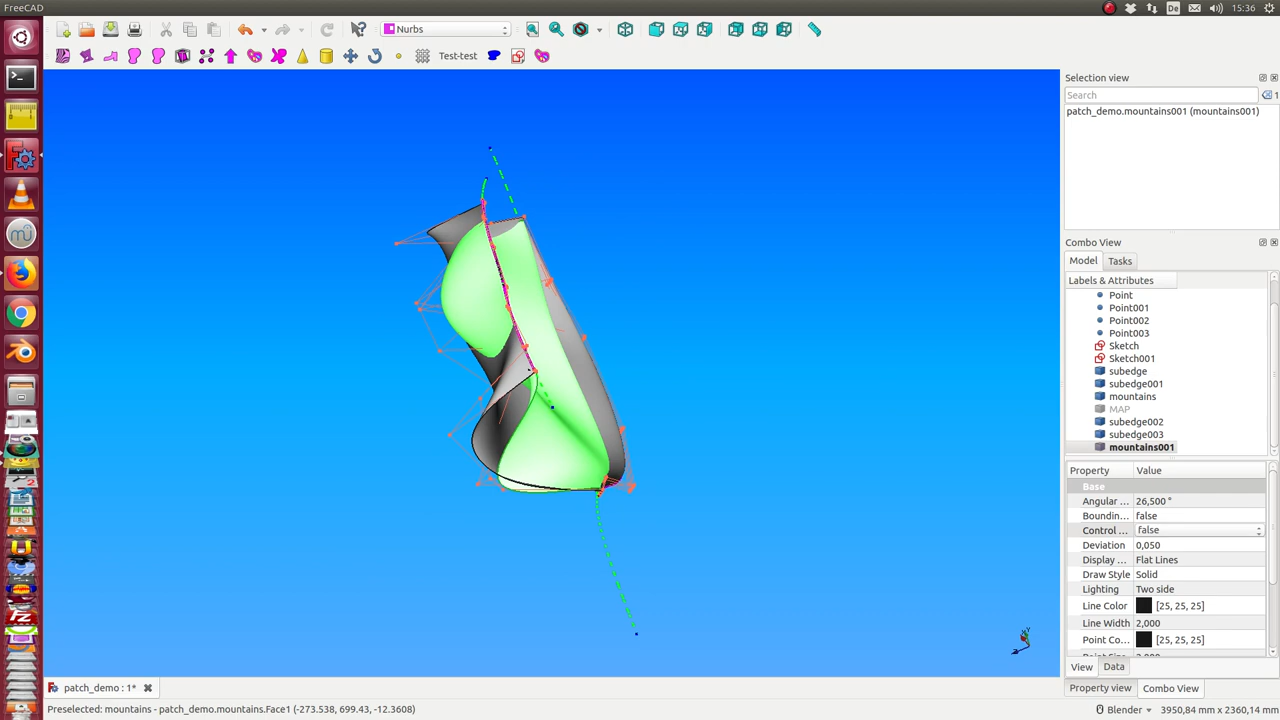 FreeCAD
De
15:36
Nurbs
Test-test
Selection view
Search
1
patch_demo.mountains001 (mountains001)
Combo View
Model
Tasks
Labels & Attributes
Point
Point001
Point002
Point003
Sketch
Sketch001
subedge
subedge001
mountains
MAP
subedge002
subedge003
mountains001
Property Value
Base
Angular ... 26,500 °
Boundin... false
Control ... false
Deviation 0,050
Display ... Flat Lines
Draw Style Solid
Lighting Two side
Line Color [25, 25, 25]
Line Width 2,000
Point Co... [25, 25, 25]
View
Data
patch_demo : 1*
Property view
Combo View
Preselected: mountains - patch_demo.mountains.Face1 (-273.538, 699.43, -12.3608)
Blender
3950,84 mm x 2360,14 mm